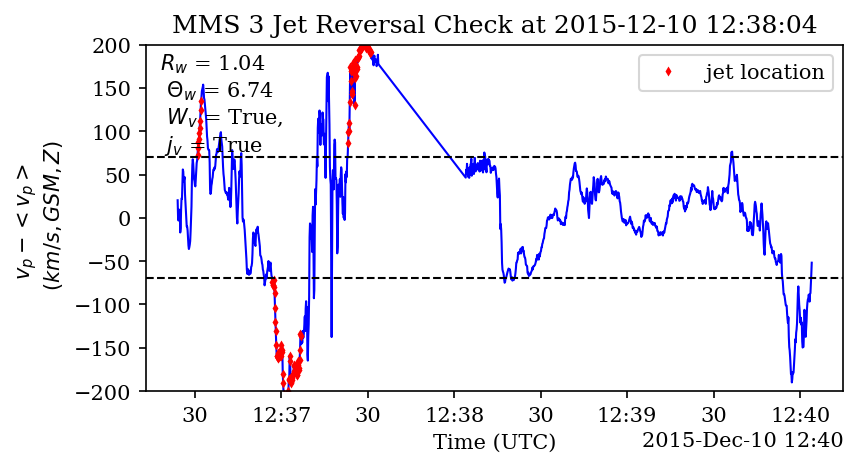 MMS 3 Jet Reversal Check at 2015-12-10 12:38:04
R_w = 1.04
Θ_w = 6.74
W_v = True,
j_v = True
jet location
v_p − < v_p >
(km/s, GSM, Z)
200
150
100
50
0
−50
−100
−150
−200
30 12:37 30 12:38 30 12:39 30 12:40
Time (UTC)
2015-Dec-10 12:40